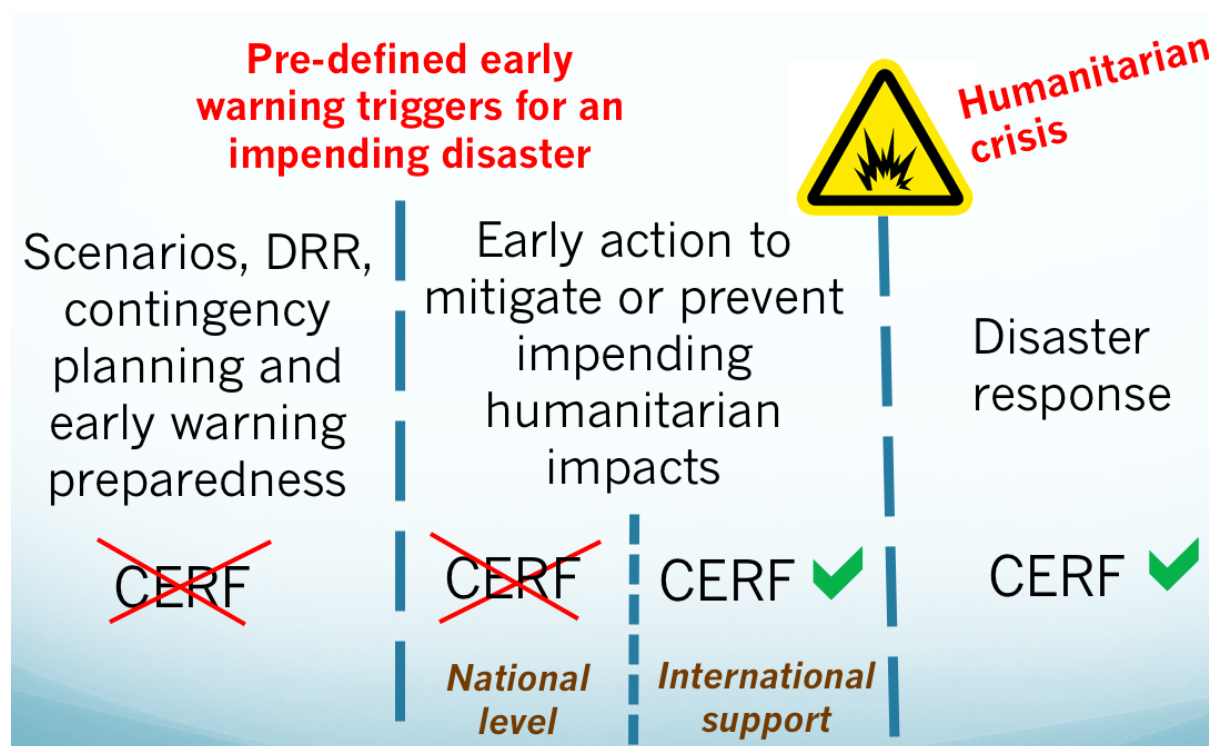 Pre-defined early
warning triggers for an
impending disaster
Humanitarian
crisis
Scenarios, DRR,
contingency
planning and
early warning
preparedness
Early action to
mitigate or prevent
impending
humanitarian
impacts
Disaster
response
CERF
CERF
CERF
CERF
National
level
International
support